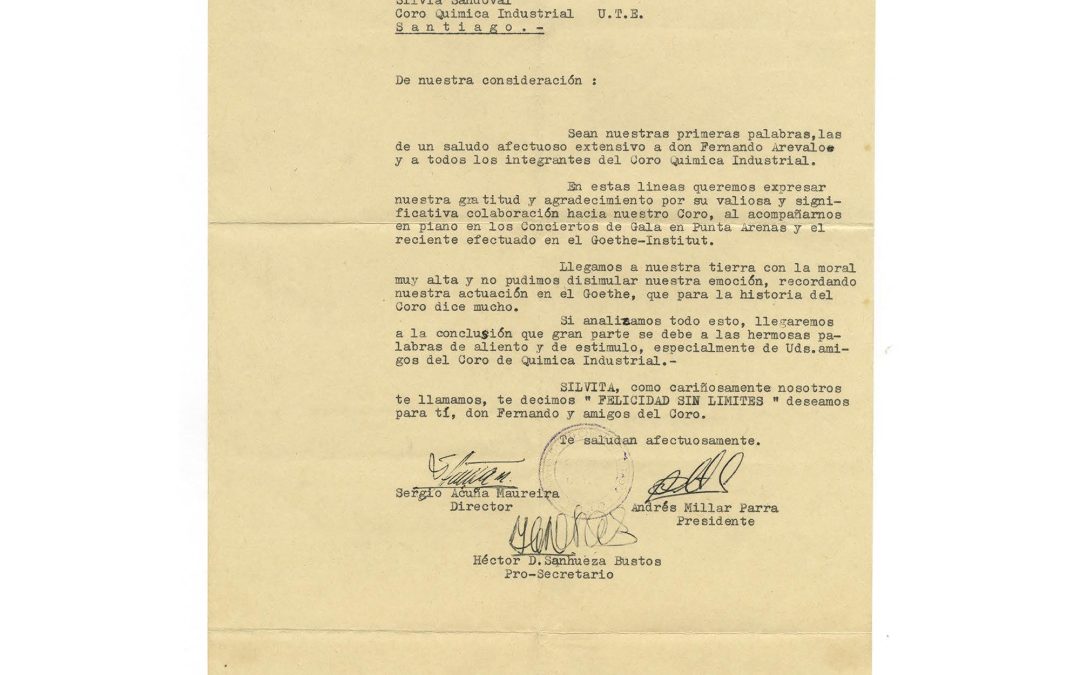 Silvia Sandoval
Coro Quimica Industrial U.T.E.
S a n t i a g o . -
De nuestra consideración :
Sean nuestras primeras palabras,las
de un saludo afectuoso extensivo a don Fernando Arevalo
y a todos los integrantes del Coro Quimica Industrial.
En estas lineas queremos expresar
nuestra gratitud y agradecimiento por su valiosa y signi-
ficativa colaboración hacia nuestro Coro, al acompañarnos
en piano en los Conciertos de Gala en Punta Arenas y el
reciente efectuado en el Goethe-Institut.
Llegamos a nuestra tierra con la moral
muy alta y no pudimos disimular nuestra emoción, recordando
nuestra actuación en el Goethe, que para la historia del
Coro dice mucho.
Si analizamos todo esto, llegaremos
a la conclusión que gran parte se debe a las hermosas pa-
labras de aliento y de estimulo, especialmente de Uds.ami-
gos del Coro de Quimica Industrial.-
SILVITA, como cariñosamente nosotros
te llamamos, te decimos " FELICIDAD SIN LIMITES " deseamos
para tí, don Fernando y amigos del Coro.
Te saludan afectuosamente.
Sergio Acuña Maureira
Director
Andrés Millar Parra
Presidente
Héctor D.Sanhueza Bustos
Pro-Secretario